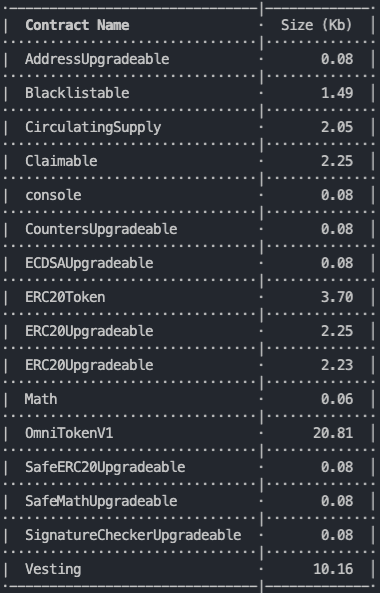 Contract Name Size (Kb)
AddressUpgradeable 0.08
Blacklistable 1.49
CirculatingSupply 2.05
Claimable 2.25
console 0.08
CountersUpgradeable 0.08
ECDSAUpgradeable 0.08
ERC20Token 3.70
ERC20Upgradeable 2.25
ERC20Upgradeable 2.23
Math 0.06
OmniTokenV1 20.81
SafeERC20Upgradeable 0.08
SafeMathUpgradeable 0.08
SignatureCheckerUpgradeable 0.08
Vesting 10.16